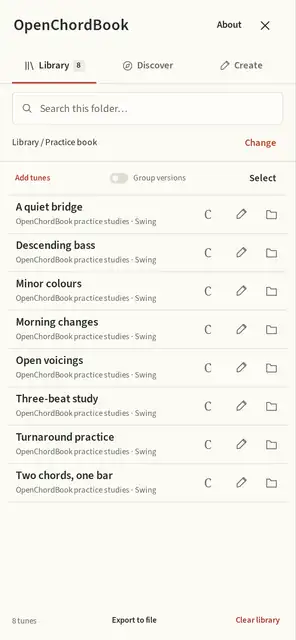 OpenChordBook
About
Library 8
Discover
Create
Search this folder...
Library / Practice book
Change
Add tunes
Group versions
Select
A quiet bridge
OpenChordBook practice studies · Swing
C
Descending bass
OpenChordBook practice studies · Swing
C
Minor colours
OpenChordBook practice studies · Swing
C
Morning changes
OpenChordBook practice studies · Swing
C
Open voicings
OpenChordBook practice studies · Swing
C
Three-beat study
OpenChordBook practice studies · Swing
C
Turnaround practice
OpenChordBook practice studies · Swing
C
Two chords, one bar
OpenChordBook practice studies · Swing
C
8 tunes
Export to file
Clear library